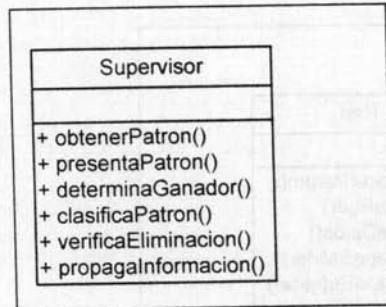 Supervisor
+ obtenerPatron()
+ presentaPatron()
+ determinaGanador()
+ clasificaPatron()
+ verificaEliminacion()
+ propagaInformacion()